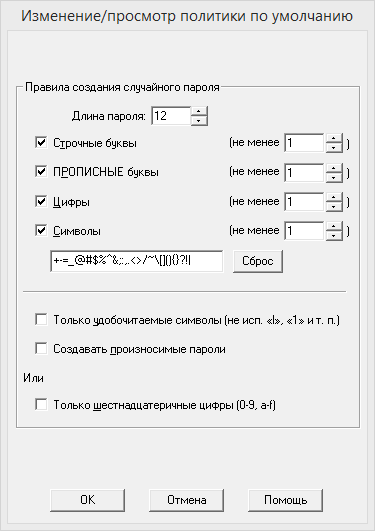 Изменение/просмотр политики по умолчанию
Правила создания случайного пароля
Длина пароля: 12
Строчные буквы (не менее 1 )
ПРОПИСНЫЕ буквы (не менее 1 )
Цифры (не менее 1 )
Символы (не менее 1 )
+-=_@#$%^&;:,.<>/~\[](){}?!| Сброс
Только удобочитаемые символы (не исп. «l», «1» и т. п.)
Создавать произносимые пароли
Или
Только шестнадцатеричные цифры (0-9, a-f)
OK Отмена Помощь